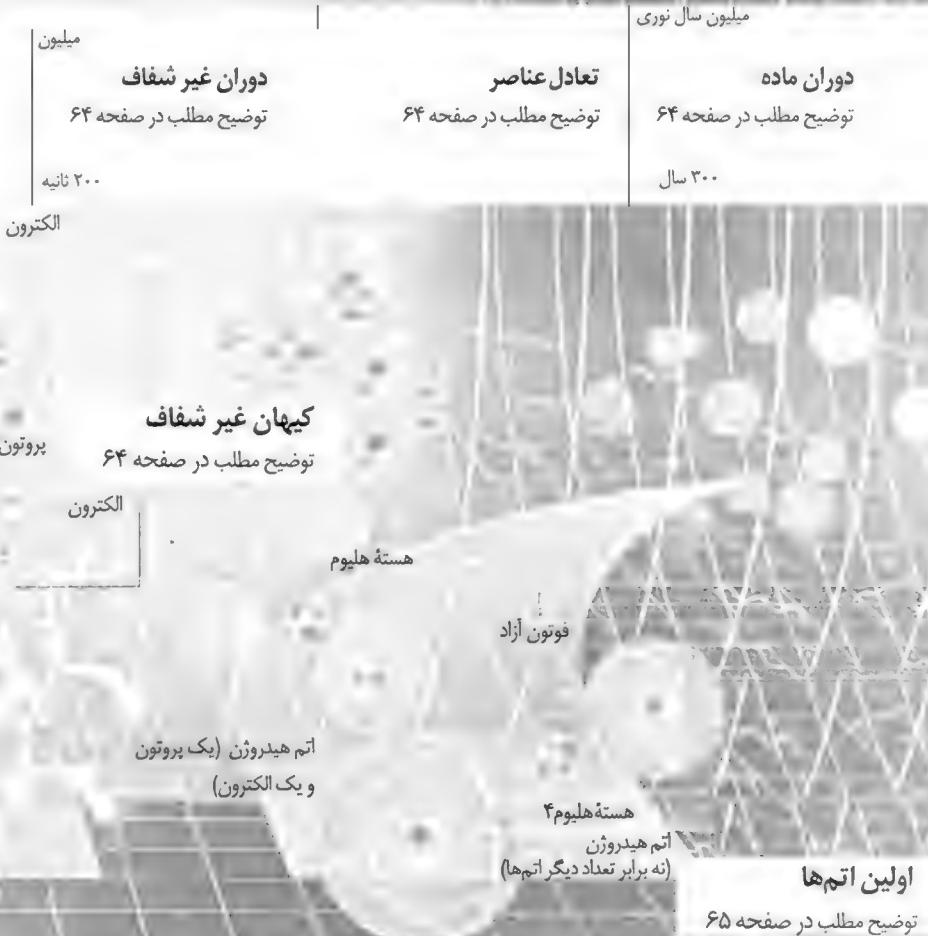 میلیون سال نوری
میلیون
دوران ماده
توضیح مطلب در صفحه ۶۴
۳۰۰ سال
تعادل عناصر
توضیح مطلب در صفحه ۶۴
دوران غیر شفاف
توضیح مطلب در صفحه ۶۴
۲۰۰ ثانیه
الکترون
کیهان غیر شفاف
توضیح مطلب در صفحه ۶۴
پروتون
الکترون
هستهٔ هلیوم
فوتون آزاد
اتم هیدروژن (یک پروتون
و یک الکترون)
هستهٔ هلیوم۴
اتم هیدروژن
(نه برابر تعداد دیگر اتم‌ها)
اولین اتم‌ها
توضیح مطلب در صفحه ۶۵